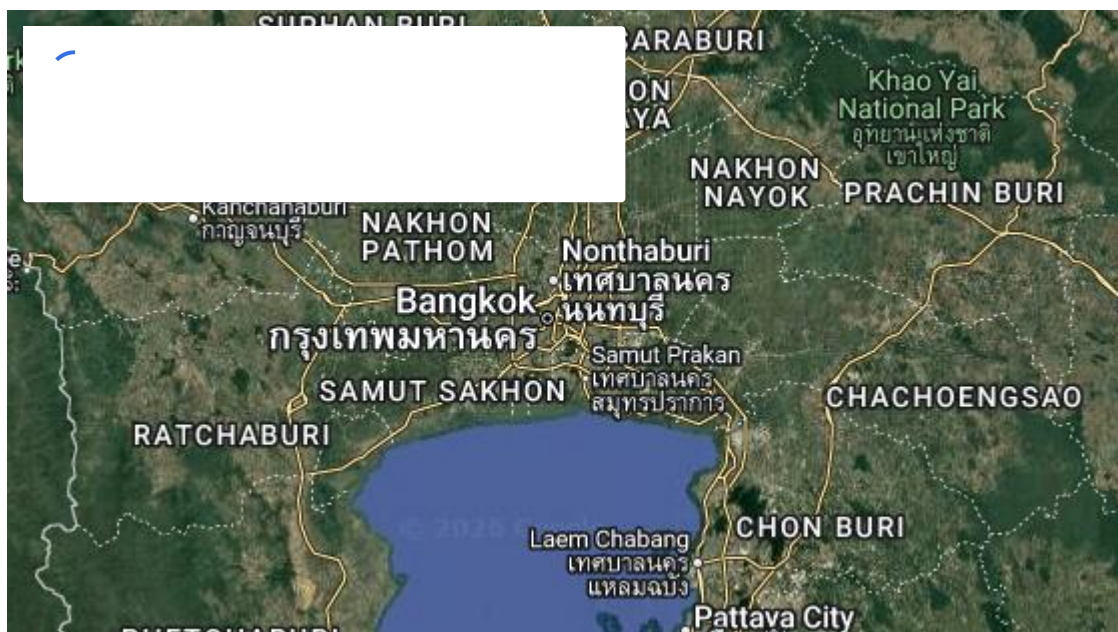 SUPHAN BURI
SARABURI
Khao Yai
National Park
อุทยานแห่งชาติ
เขาใหญ่
NAKHON
NAYOK
PRACHIN BURI
Kanchanaburi
กาญจนบุรี
NAKHON
PATHOM
Nonthaburi
เทศบาลนคร
นนทบุรี
Bangkok
กรุงเทพมหานคร
Samut Prakan
เทศบาลนคร
สมุทรปราการ
SAMUT SAKHON
CHACHOENGSAO
RATCHABURI
CHON BURI
Laem Chabang
เทศบาลนคร
แหลมฉบัง
Pattaya City